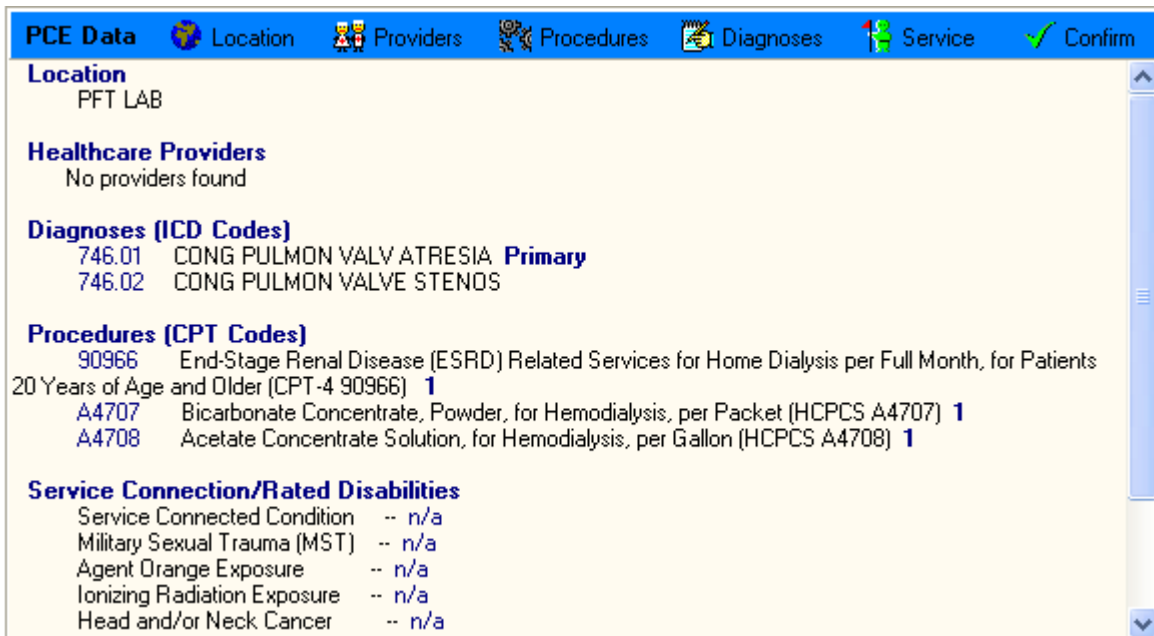 PCE Data Location Providers Procedures Diagnoses Service Confirm
Location
PFT LAB
Healthcare Providers
No providers found
Diagnoses (ICD Codes)
746.01 CONG PULMON VALV ATRESIA Primary
746.02 CONG PULMON VALVE STENOS
Procedures (CPT Codes)
90966 End-Stage Renal Disease (ESRD) Related Services for Home Dialysis per Full Month, for Patients
20 Years of Age and Older (CPT-4 90966) 1
A4707 Bicarbonate Concentrate, Powder, for Hemodialysis, per Packet (HCPCS A4707) 1
A4708 Acetate Concentrate Solution, for Hemodialysis, per Gallon (HCPCS A4708) 1
Service Connection/Rated Disabilities
Service Connected Condition -- n/a
Military Sexual Trauma (MST) -- n/a
Agent Orange Exposure -- n/a
Ionizing Radiation Exposure -- n/a
Head and/or Neck Cancer -- n/a